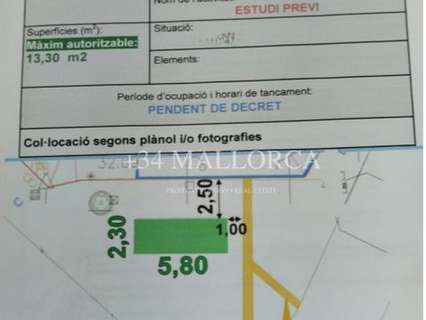 ESTUDI PREVI
Superfícies (m²):
Màxim autoritzable:
13,30 m2
Situació:
Elements:
Període d'ocupació i horari de tancament:
PENDENT DE DECRET
Col·locació segons plànol i/o fotografies
+34 MALLORCA
2,50
1,00
2,30
5,80